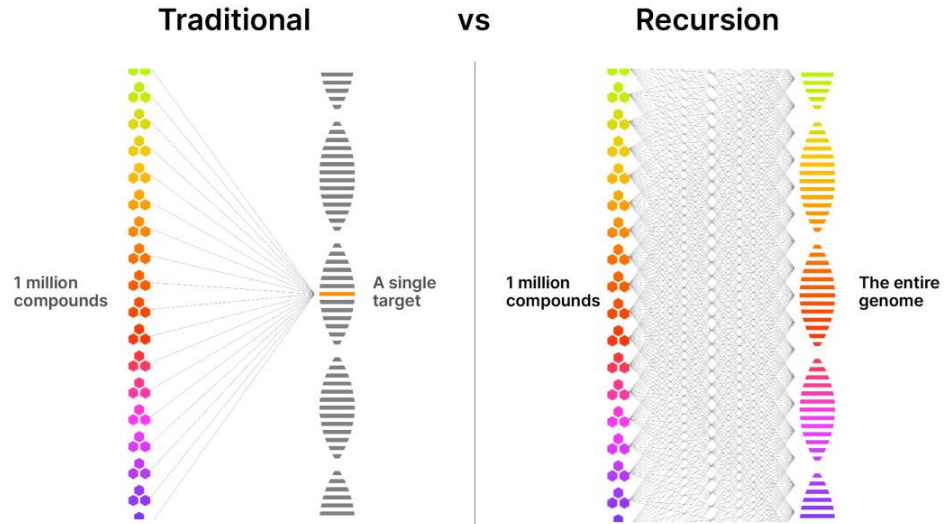 Traditional
vs
Recursion
1 million
compounds
A single
target
1 million
compounds
The entire
genome